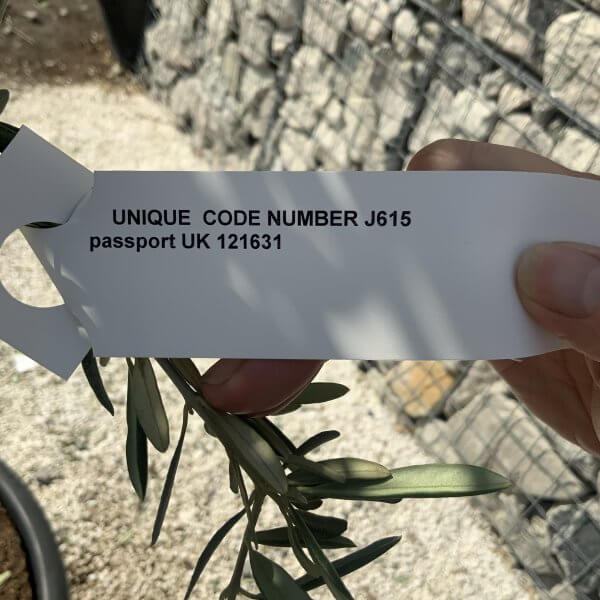 UNIQUE CODE NUMBER J615
passport UK 121631